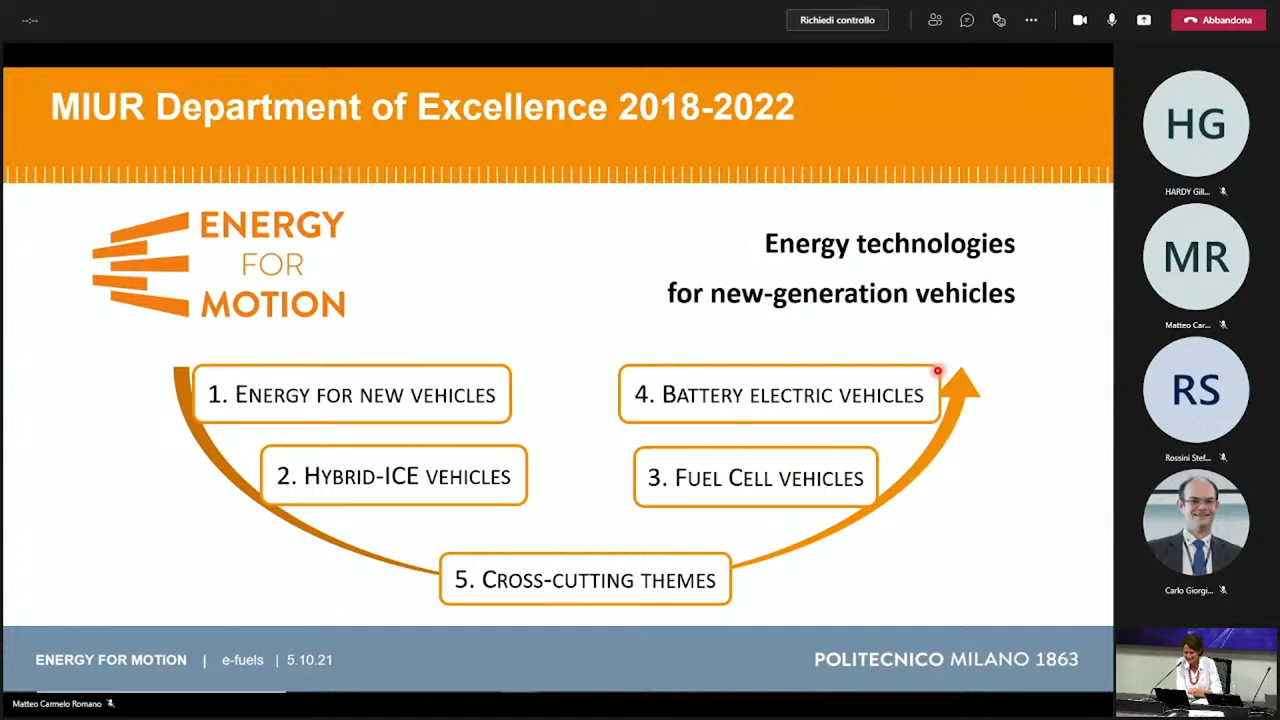 --:--
Richiedi controllo
Abbandona
MIUR Department of Excellence 2018-2022
ENERGY
FOR
MOTION
Energy technologies
for new-generation vehicles
1. ENERGY FOR NEW VEHICLES
4. BATTERY ELECTRIC VEHICLES
2. HYBRID-ICE VEHICLES
3. FUEL CELL VEHICLES
5. CROSS-CUTTING THEMES
ENERGY FOR MOTION | e-fuels | 5.10.21
POLITECNICO MILANO 1863
HG
HARDY Gill...
MR
Matteo Car...
RS
Rossini Stef...
Carlo Giorgi...
Matteo Carmelo Romano